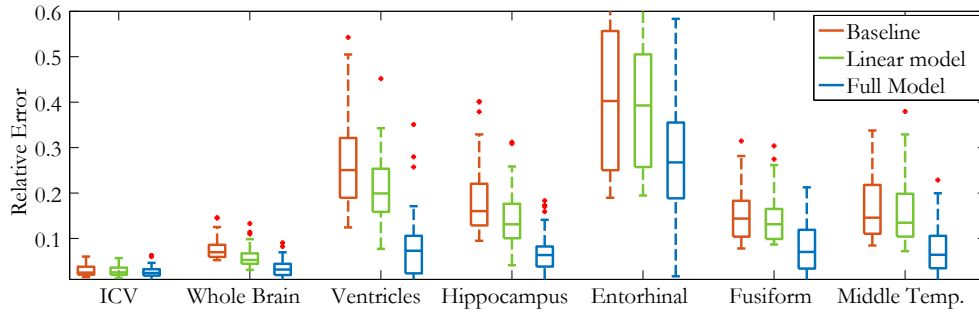 0.6
0.5
0.4
0.3
0.2
0.1
Relative Error
Baseline
Linear model
Full Model
ICV Whole Brain Ventricles Hippocampus Entorhinal Fusiform Middle Temp.